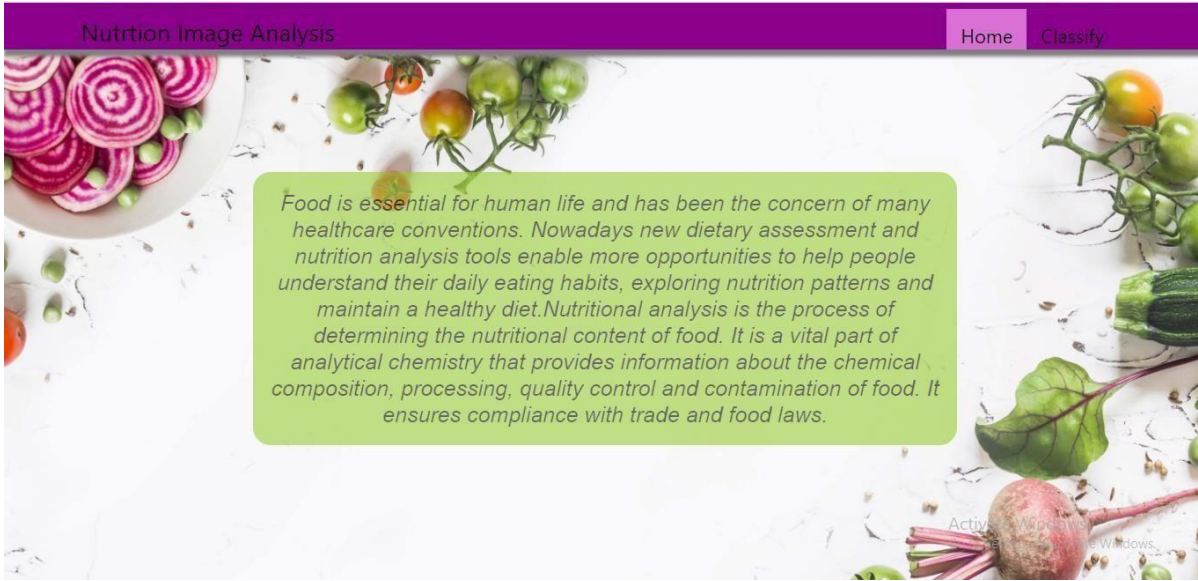 Nutrtion Image Analysis
Home
Classify
Food is essential for human life and has been the concern of many
healthcare conventions. Nowadays new dietary assessment and
nutrition analysis tools enable more opportunities to help people
understand their daily eating habits, exploring nutrition patterns and
maintain a healthy diet.Nutritional analysis is the process of
determining the nutritional content of food. It is a vital part of
analytical chemistry that provides information about the chemical
composition, processing, quality control and contamination of food. It
ensures compliance with trade and food laws.
Activate Windows
Windows.